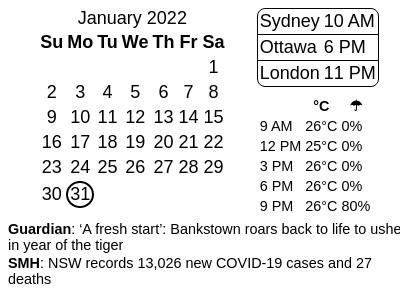 January 2022
Su Mo Tu We Th Fr Sa
1
2 3 4 5 6 7 8
9 10 11 12 13 14 15
16 17 18 19 20 21 22
23 24 25 26 27 28 29
30 31
Sydney 10 AM
Ottawa 6 PM
London 11 PM
°C ☂
9 AM 26°C 0%
12 PM 25°C 0%
3 PM 26°C 0%
6 PM 26°C 0%
9 PM 26°C 80%
Guardian: ‘A fresh start’: Bankstown roars back to life to ushe
in year of the tiger
SMH: NSW records 13,026 new COVID-19 cases and 27
deaths